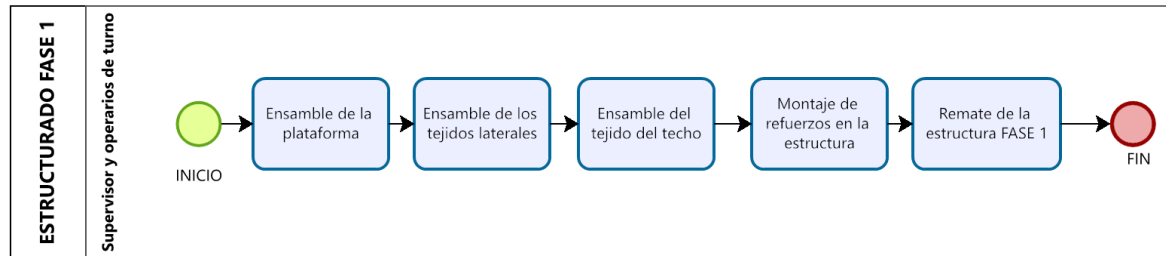 ESTRUCTURADO FASE 1
Supervisor y operarios de turno
INICIO
Ensamble de la
plataforma
Ensamble de los
tejidos laterales
Ensamble del
tejido del techo
Montaje de
refuerzos en la
estructura
Remate de la
estructura FASE 1
FIN